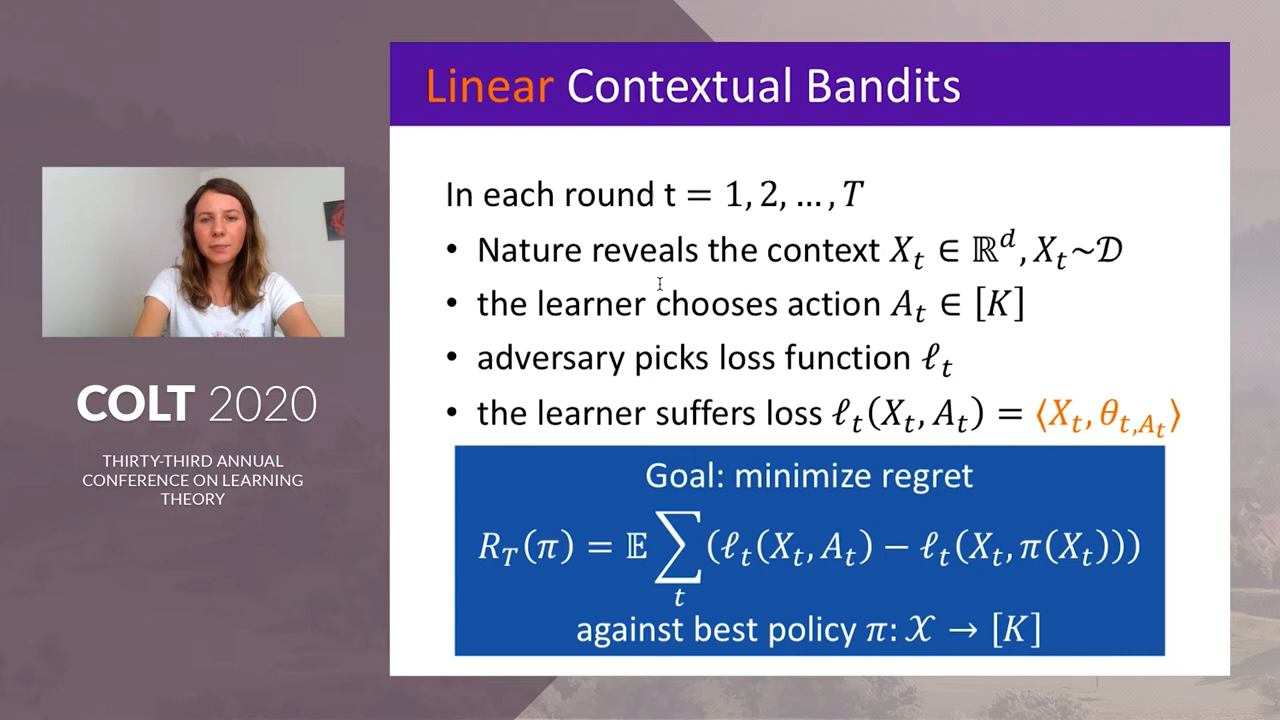 Linear Contextual Bandits
In each round t = 1, 2, … , T
• Nature reveals the context X_t ∈ ℝ^d, X_t~𝒟
• the learner chooses action A_t ∈ [K]
• adversary picks loss function ℓ_t
• the learner suffers loss ℓ_t(X_t, A_t) = ⟨X_t, θ_{t,A_t}⟩
Goal: minimize regret
R_T(π) = 𝔼 ∑_t (ℓ_t(X_t, A_t) − ℓ_t(X_t, π(X_t)))
against best policy π: 𝒳 → [K]
COLT 2020
THIRTY-THIRD ANNUAL
CONFERENCE ON LEARNING
THEORY